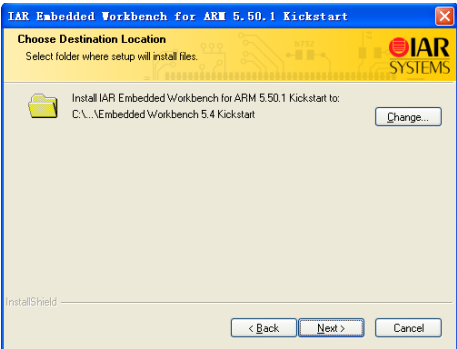 IAR Embedded Workbench for ARM 5.50.1 Kickstart
Choose Destination Location
Select folder where setup will install files.
IAR
SYSTEMS
Install IAR Embedded Workbench for ARM 5.50.1 Kickstart to:
C:\...\Embedded Workbench 5.4 Kickstart
Change...
InstallShield
< Back
Next >
Cancel